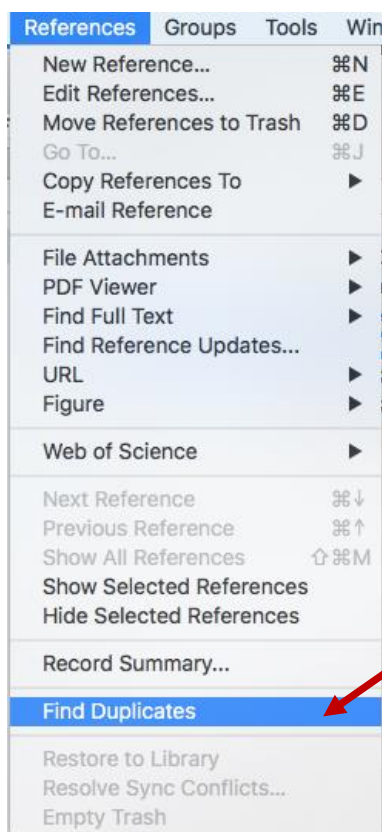 References Groups Tools Win
New Reference... ⌘N
Edit References... ⌘E
Move References to Trash ⌘D
Go To... ⌘J
Copy References To ▶
E-mail Reference
File Attachments ▶
PDF Viewer ▶
Find Full Text ▶
Find Reference Updates...
URL ▶
Figure ▶
Web of Science ▶
Next Reference ⌘↓
Previous Reference ⌘↑
Show All References ⇧⌘M
Show Selected References
Hide Selected References
Record Summary...
Find Duplicates
Restore to Library
Resolve Sync Conflicts...
Empty Trash